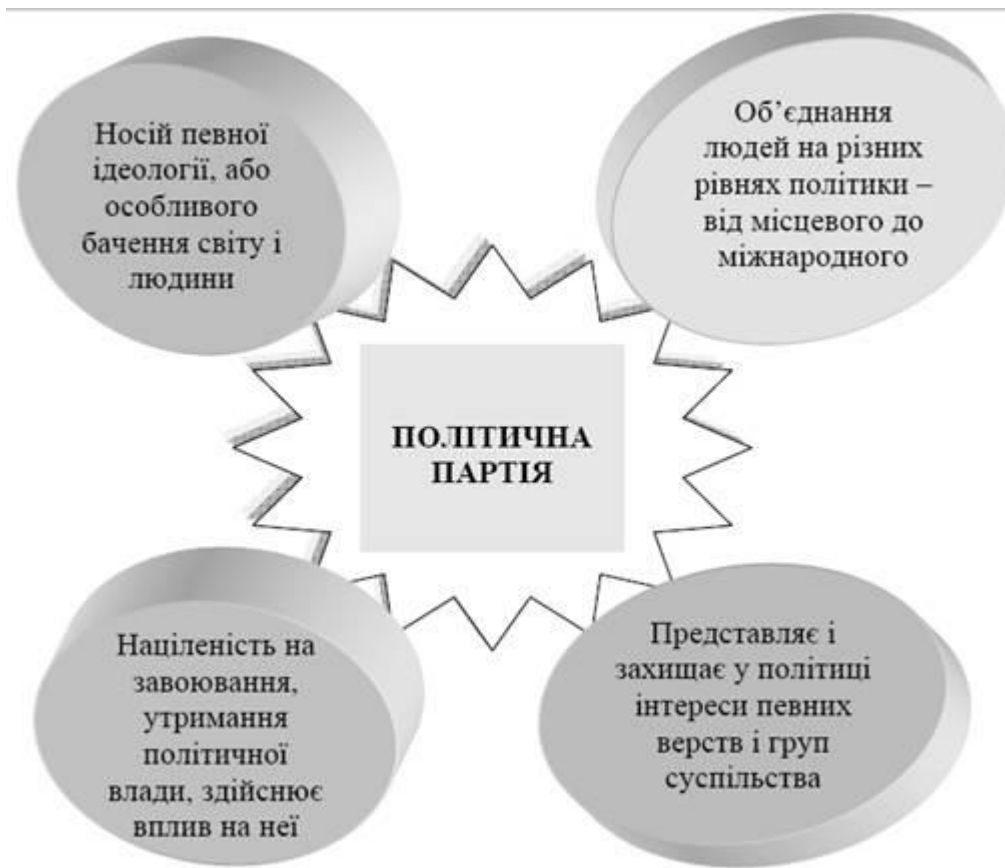 Носій певної
ідеології, або
особливого
бачення світу і
людини
Об’єднання
людей на різних
рівнях політики –
від місцевого до
міжнародного
ПОЛІТИЧНА
ПАРТІЯ
Націленість на
завоювання,
утримання
політичної
влади, здійснює
вплив на неї
Представляє і
захищає у політиці
інтереси певних
верств і груп
суспільства